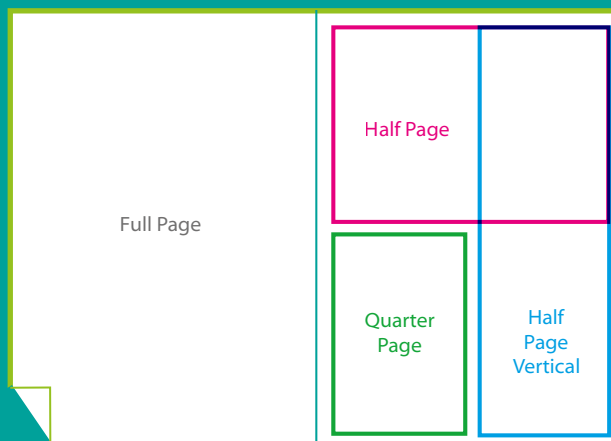 Full Page
Half Page
Quarter
Page
Half
Page
Vertical